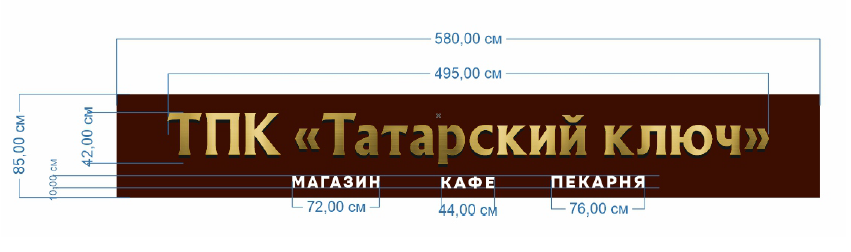 580,00 см
495,00 см
85,00 см
42,00 см
ТПК «Татарский ключ»
10,00 см
МАГАЗИН КАФЕ ПЕКАРНЯ
72,00 см 44,00 см 76,00 см